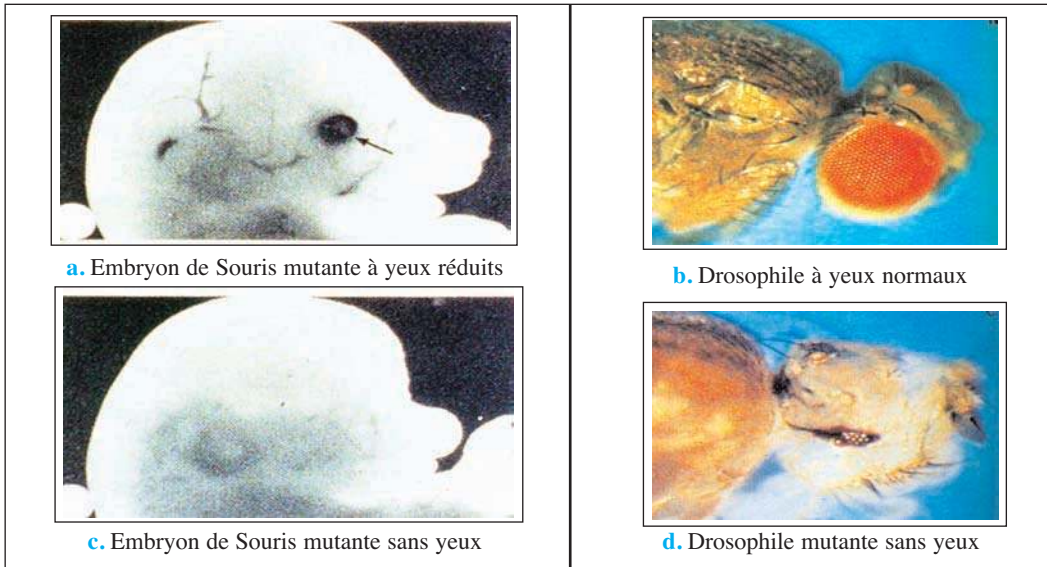 a. Embryon de Souris mutante à yeux réduits
b. Drosophile à yeux normaux
c. Embryon de Souris mutante sans yeux
d. Drosophile mutante sans yeux